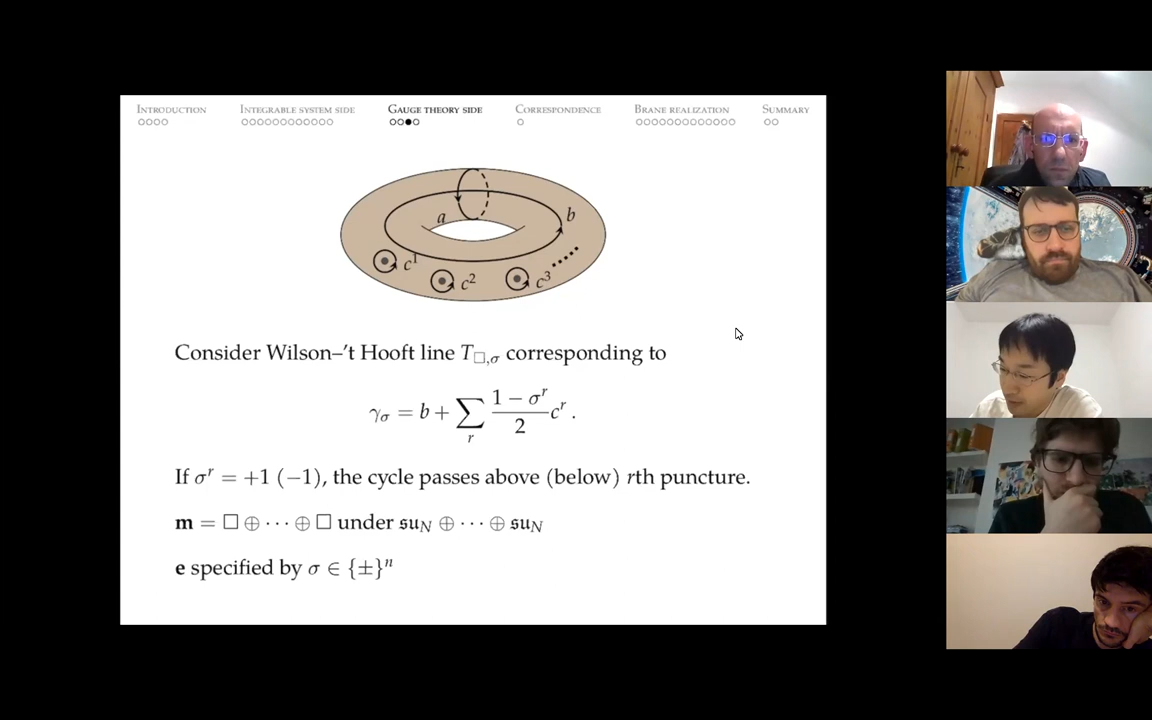 INTRODUCTION INTEGRABLE SYSTEM SIDE GAUGE THEORY SIDE CORRESPONDENCE BRANE REALIZATION SUMMARY
a b
c¹ c² c³
Consider Wilson–'t Hooft line T□,σ corresponding to
γσ = b + ∑r (1 − σʳ)/2 cʳ .
If σʳ = +1 (−1), the cycle passes above (below) rth puncture.
m = □ ⊕ ··· ⊕ □ under 𝔰𝔲N ⊕ ··· ⊕ 𝔰𝔲N
e specified by σ ∈ {±}ⁿ